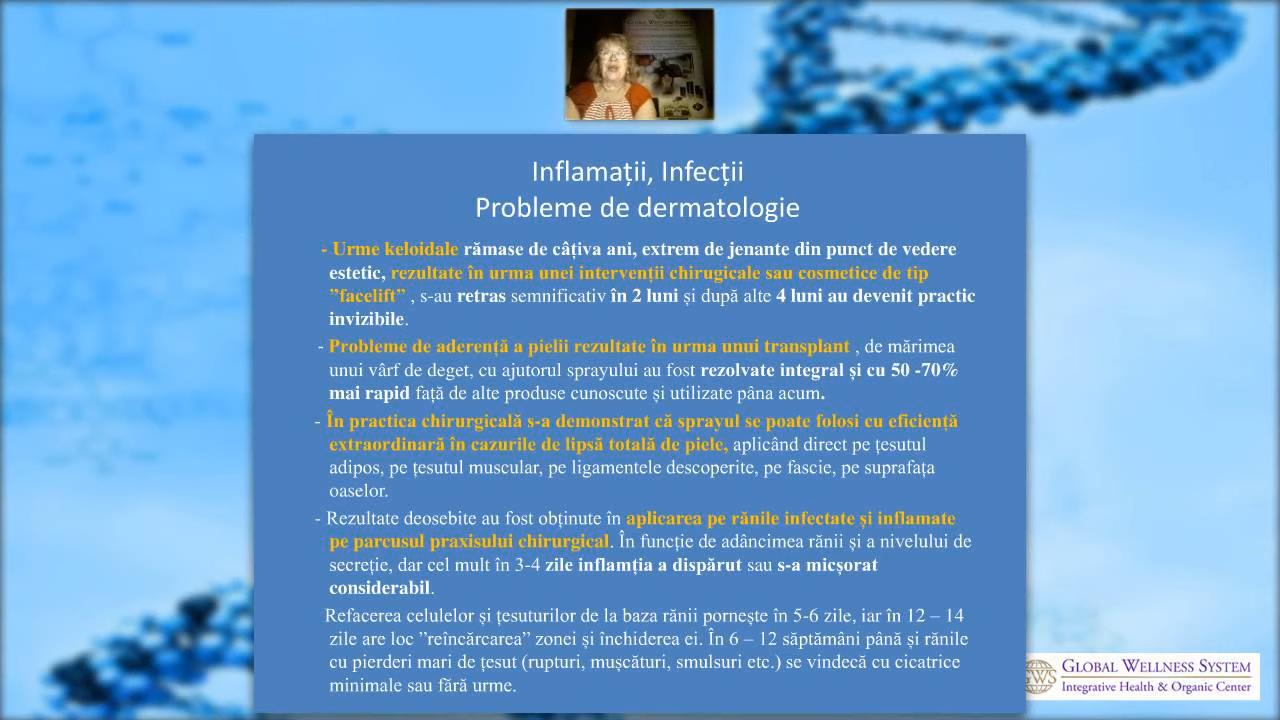 GLOBAL WELLNESS SYSTEM
Inflamații, Infecții
Probleme de dermatologie
- Urme keloidale rămase de câțiva ani, extrem de jenante din punct de vedere
estetic, rezultate în urma unei intervenții chirugicale sau cosmetice de tip
”facelift” , s-au retras semnificativ în 2 luni și după alte 4 luni au devenit practic
invizibile.
- Probleme de aderență a pielii rezultate în urma unui transplant , de mărimea
unui vârf de deget, cu ajutorul sprayului au fost rezolvate integral și cu 50 -70%
mai rapid față de alte produse cunoscute și utilizate pâna acum.
- În practica chirurgicală s-a demonstrat că sprayul se poate folosi cu eficiență
extraordinară în cazurile de lipsă totală de piele, aplicând direct pe țesutul
adipos, pe țesutul muscular, pe ligamentele descoperite, pe fascie, pe suprafața
oaselor.
- Rezultate deosebite au fost obținute în aplicarea pe rănile infectate și inflamate
pe parcusul praxisului chirurgical. În funcție de adâncimea rănii și a nivelului de
secreție, dar cel mult în 3-4 zile inflamția a dispărut sau s-a micșorat
considerabil.
Refacerea celulelor și țesuturilor de la baza rănii pornește în 5-6 zile, iar în 12 – 14
zile are loc ”reîncărcarea” zonei și închiderea ei. În 6 – 12 săptămâni până și rănile
cu pierderi mari de țesut (rupturi, mușcături, smulsuri etc.) se vindecă cu cicatrice
minimale sau fără urme.
GWS
GLOBAL WELLNESS SYSTEM
Integrative Health & Organic Center